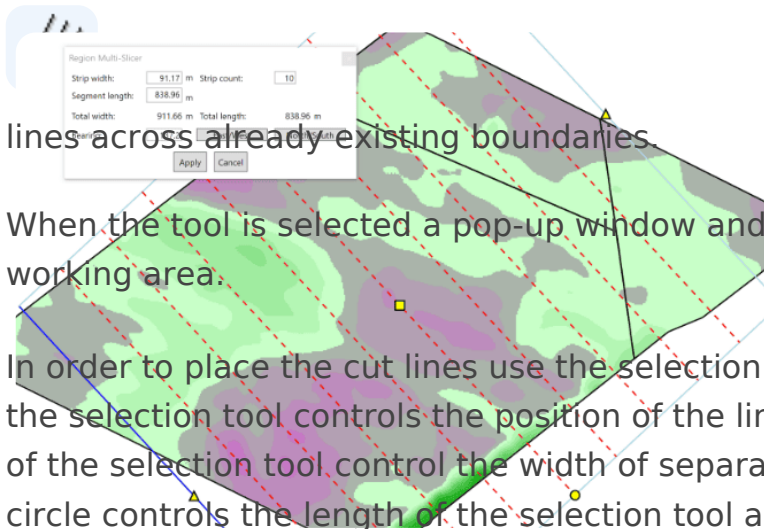 Region Multi-Slicer
Strip width: 91.17 m Strip count: 10
Segment length: 838.96 m
Total width: 911.66 m Total length: 838.96 m
lines across already existing boundaries.
Apply Cancel
When the tool is selected a pop-up window and
working area.
In order to place the cut lines use the selection
the selection tool controls the position of the
of the selection tool control the width of
circle controls the length of the selection tool